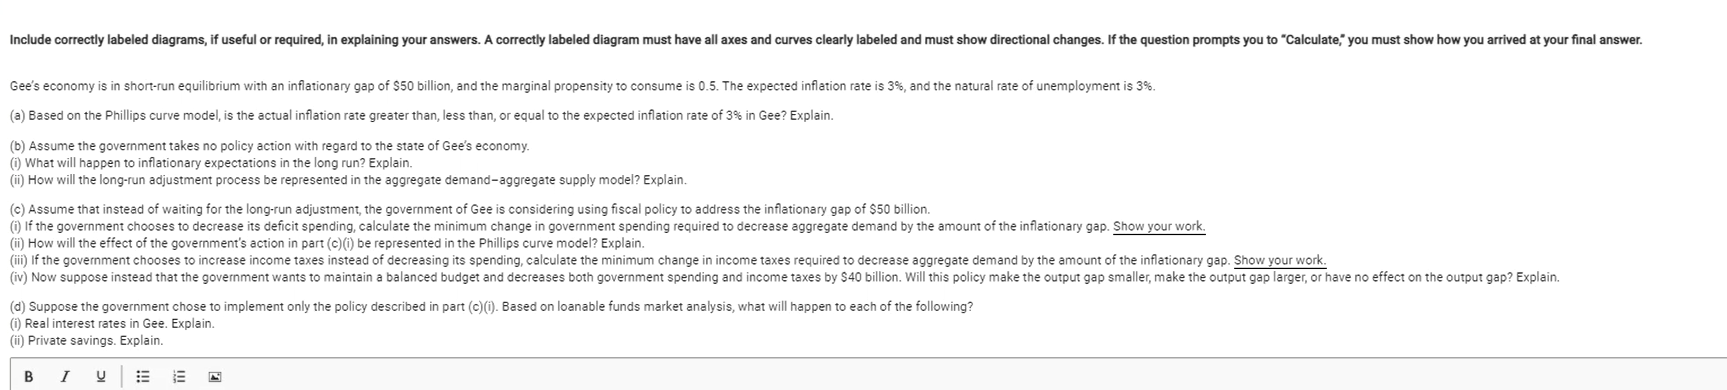 Include correctly labeled diagrams, if useful or required, in explaining your answers. A correctly labeled diagram must have all axes and curves clearly labeled and must show directional changes. If the question prompts you to “Calculate,” you must show how you arrived at your final answer.
Gee’s economy is in short-run equilibrium with an inflationary gap of $50 billion, and the marginal propensity to consume is 0.5. The expected inflation rate is 3%, and the natural rate of unemployment is 3%.
(a) Based on the Phillips curve model, is the actual inflation rate greater than, less than, or equal to the expected inflation rate of 3% in Gee? Explain.
(b) Assume the government takes no policy action with regard to the state of Gee’s economy.
(i) What will happen to inflationary expectations in the long run? Explain.
(ii) How will the long-run adjustment process be represented in the aggregate demand–aggregate supply model? Explain.
(c) Assume that instead of waiting for the long-run adjustment, the government of Gee is considering using fiscal policy to address the inflationary gap of $50 billion.
(i) If the government chooses to decrease its deficit spending, calculate the minimum change in government spending required to decrease aggregate demand by the amount of the inflationary gap. Show your work.
(ii) How will the effect of the government’s action in part (c)(i) be represented in the Phillips curve model? Explain.
(iii) If the government chooses to increase income taxes instead of decreasing its spending, calculate the minimum change in income taxes required to decrease aggregate demand by the amount of the inflationary gap. Show your work.
(iv) Now suppose instead that the government wants to maintain a balanced budget and decreases both government spending and income taxes by $40 billion. Will this policy make the output gap smaller, make the output gap larger, or have no effect on the output gap? Explain.
(d) Suppose the government chose to implement only the policy described in part (c)(i). Based on loanable funds market analysis, what will happen to each of the following?
(i) Real interest rates in Gee. Explain.
(ii) Private savings. Explain.
B I U